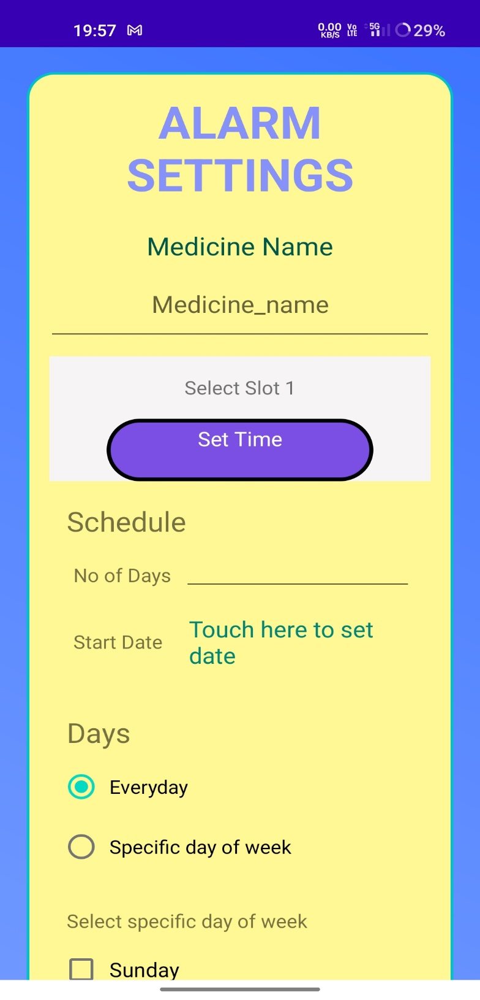 19:57 0.00 KB/S Vo LTE 5G 29%
ALARM
SETTINGS
Medicine Name
Medicine_name
Select Slot 1
Set Time
Schedule
No of Days
Start Date Touch here to set
date
Days
Everyday
Specific day of week
Select specific day of week
Sunday